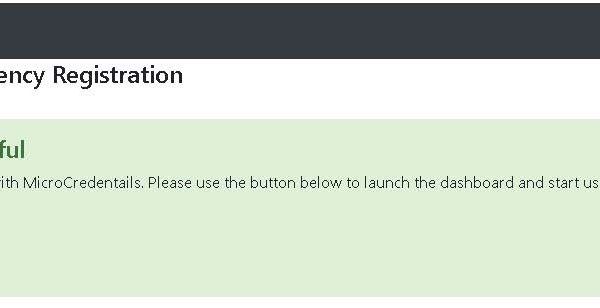 ency Registration
ful
ith MicroCredentails. Please use the button below to launch the dashboard and start us